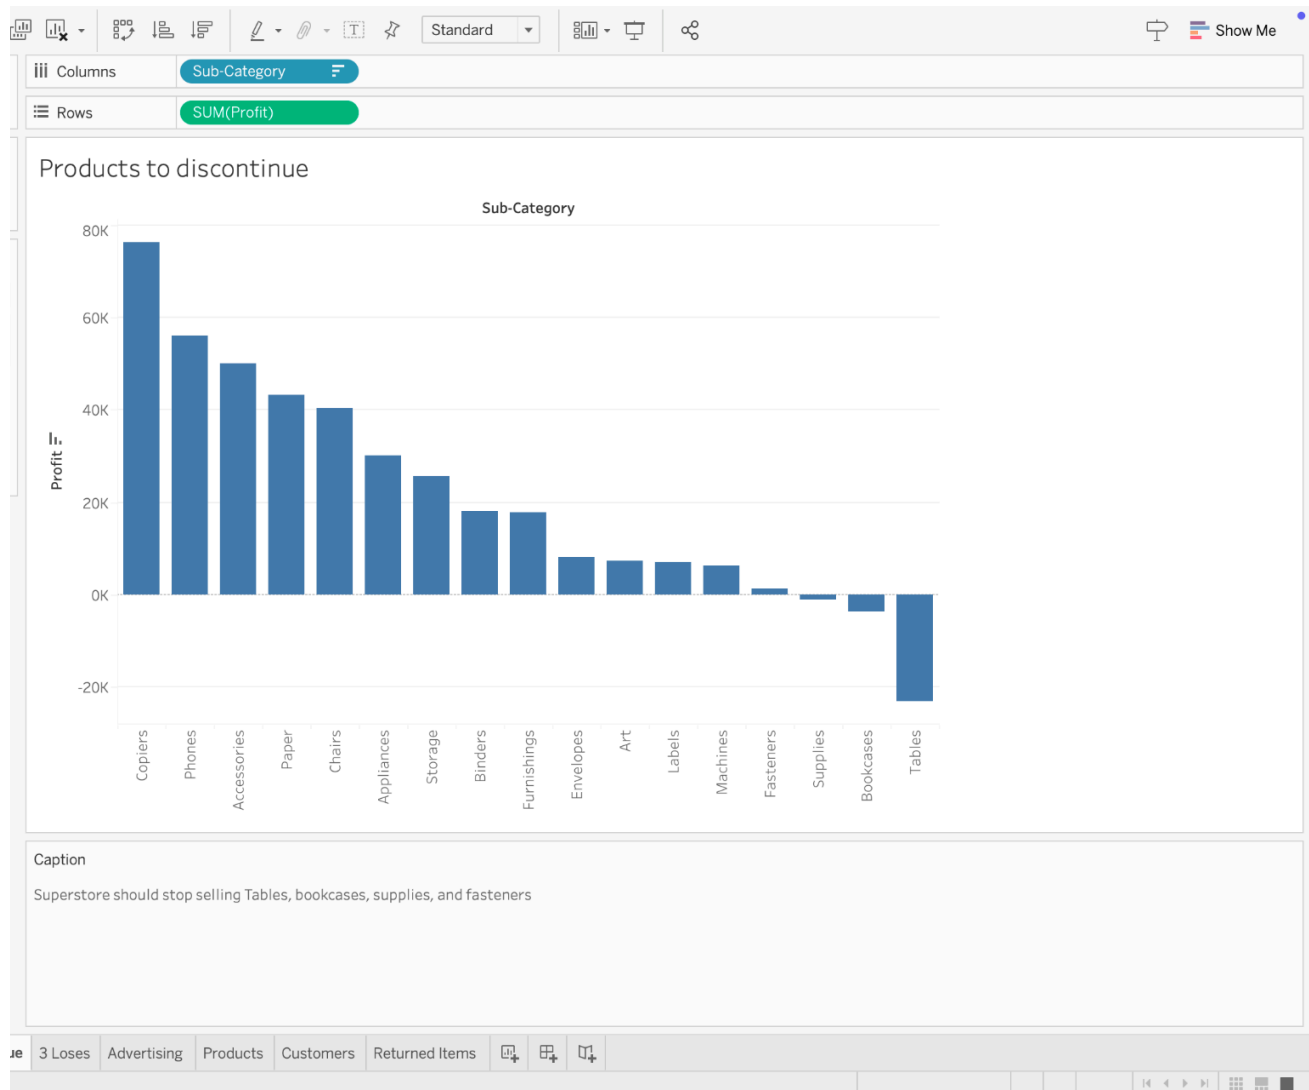 Standard
Show Me
Columns
Sub-Category
Rows
SUM(Profit)
Products to discontinue
Sub-Category
80K
60K
40K
20K
0K
-20K
Profit
Copiers
Phones
Accessories
Paper
Chairs
Appliances
Storage
Binders
Furnishings
Envelopes
Art
Labels
Machines
Fasteners
Supplies
Bookcases
Tables
Caption
Superstore should stop selling Tables, bookcases, supplies, and fasteners
ue
3 Loses
Advertising
Products
Customers
Returned Items